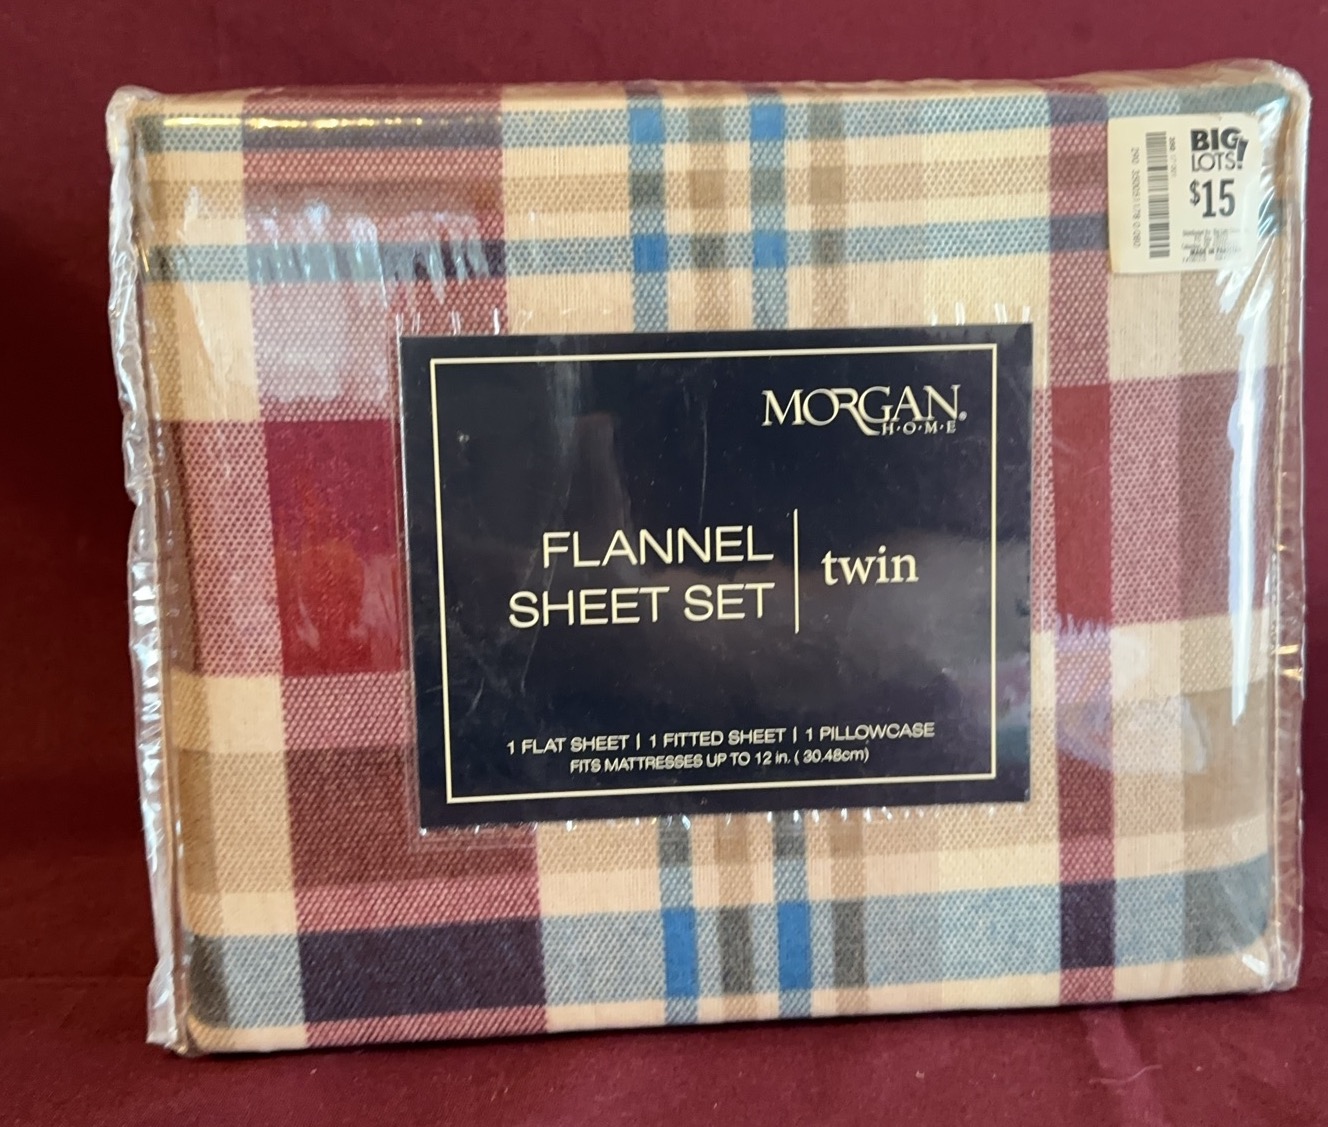 BIG
LOTS!
$15
MORGAN®
H·O·M·E
FLANNEL
SHEET SET
twin
1 FLAT SHEET | 1 FITTED SHEET | 1 PILLOWCASE
FITS MATTRESSES UP TO 12 in. ( 30.48cm)